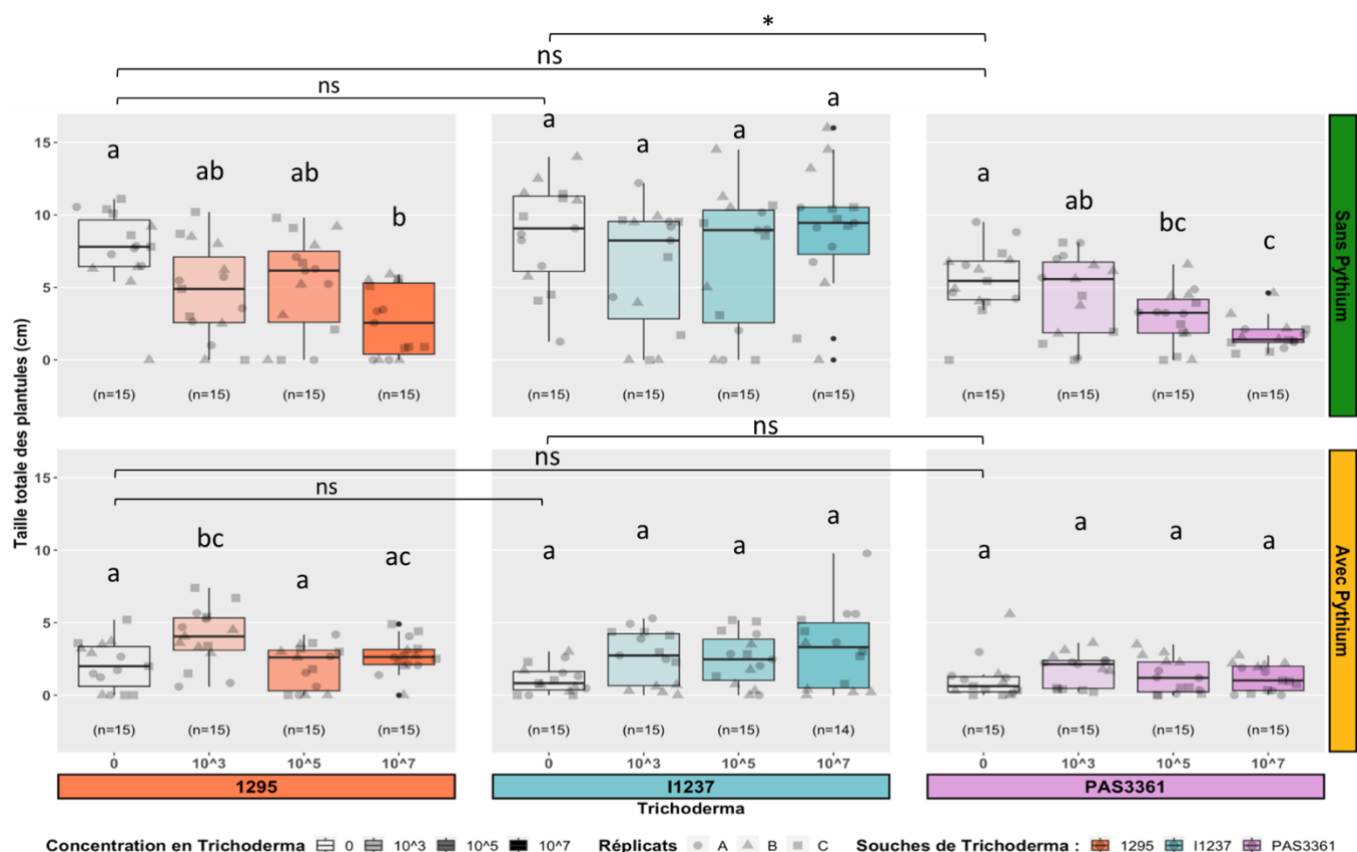 *
ns
ns
a
ab
ab
b
a
a
a
a
a
ab
bc
c
15
10
5
0
(n=15)
(n=15)
(n=15)
(n=15)
(n=15)
(n=15)
(n=15)
(n=15)
(n=15)
(n=15)
(n=15)
(n=15)
Sans Pythium
Taille totale des plantules (cm)
ns
ns
ns
a
bc
a
ac
a
a
a
a
a
a
a
a
15
10
5
0
(n=15)
(n=15)
(n=15)
(n=15)
(n=15)
(n=15)
(n=15)
(n=14)
(n=15)
(n=15)
(n=15)
(n=15)
Avec Pythium
0 10^3 10^5 10^7
0 10^3 10^5 10^7
0 10^3 10^5 10^7
1295
I1237
PAS3361
Trichoderma
Concentration en Trichoderma 0 10^3 10^5 10^7 Réplicats A B C Souches de Trichoderma : 1295 I1237 PAS3361